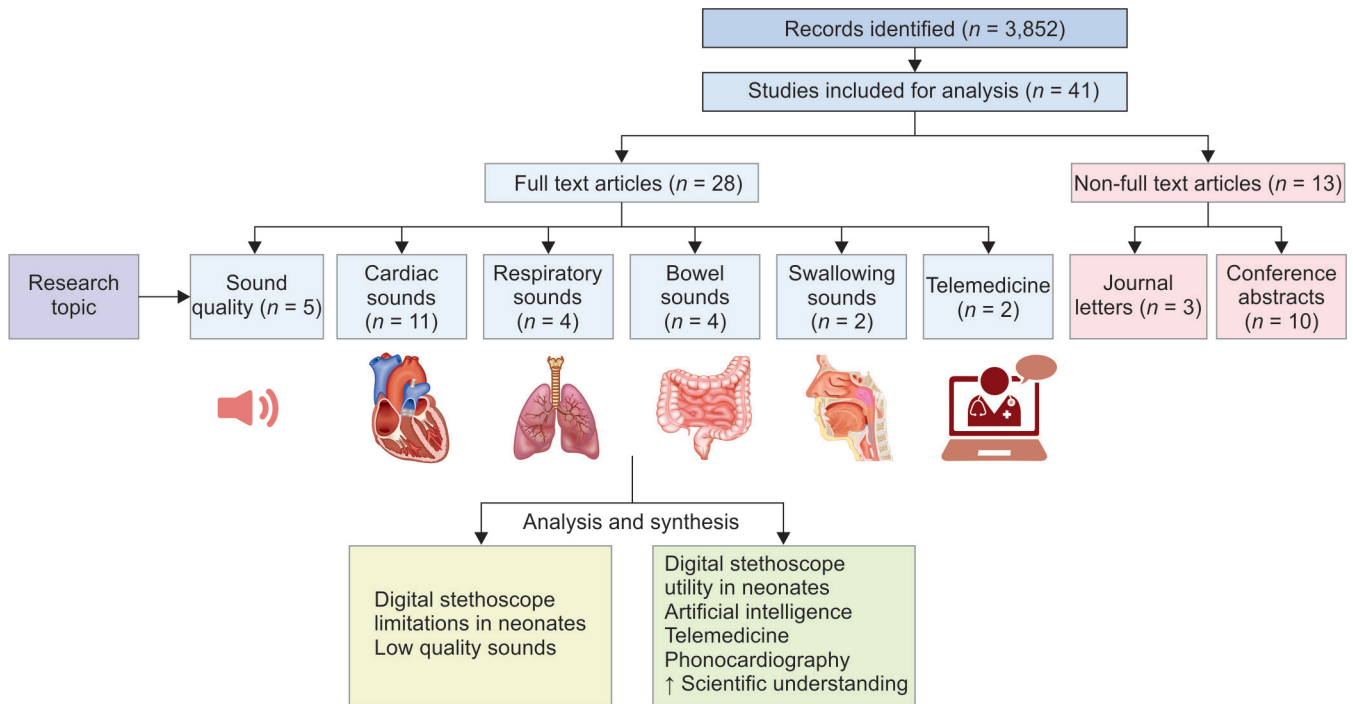 Records identified (n = 3,852)
Studies included for analysis (n = 41)
Full text articles (n = 28)
Non-full text articles (n = 13)
Research
topic
Sound
quality (n = 5)
Cardiac
sounds
(n = 11)
Respiratory
sounds
(n = 4)
Bowel
sounds
(n = 4)
Swallowing
sounds
(n = 2)
Telemedicine
(n = 2)
Journal
letters (n = 3)
Conference
abstracts
(n = 10)
Analysis and synthesis
Digital stethoscope
limitations in neonates
Low quality sounds
Digital stethoscope
utility in neonates
Artificial intelligence
Telemedicine
Phonocardiography
↑ Scientific understanding